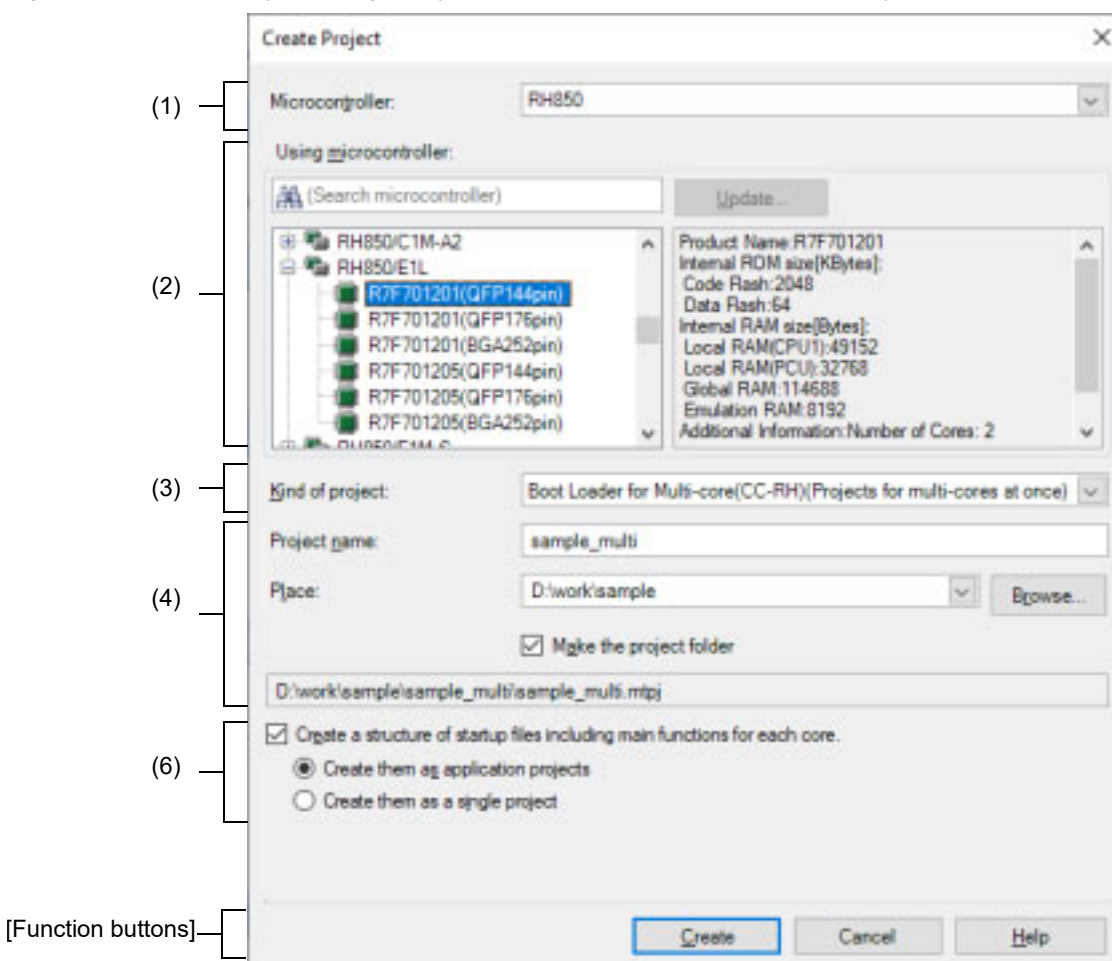 Create Project
(1)
Microcontroller:
RH850
Using microcontroller:
(Search microcontroller)
Update...
(2)
RH850/C1M-A2
RH850/E1L
R7F701201(QFP144pin)
R7F701201(QFP176pin)
R7F701201(BGA252pin)
R7F701205(QFP144pin)
R7F701205(QFP176pin)
R7F701205(BGA252pin)
Product Name:R7F701201
Internal ROM size[KBytes]:
Code Flash:2048
Data Flash:64
Internal RAM size[Bytes]:
Local RAM(CPU1):49152
Local RAM(PCU):32768
Global RAM:114688
Emulation RAM:8192
Additional Information:Number of Cores: 2
(3)
Kind of project:
Boot Loader for Multi-core(CC-RH)(Projects for multi-cores at once)
(4)
Project name:
sample_multi
Place:
D:\work\sample
Browse...
Make the project folder
D:\work\sample\sample_multi\sample_multi.mtpj
(6)
Create a structure of startup files including main functions for each core.
Create them as application projects
Create them as a single project
[Function buttons]
Create
Cancel
Help